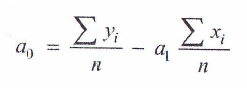 a₀ = ∑ yᵢ / n − a₁ ∑ xᵢ / n